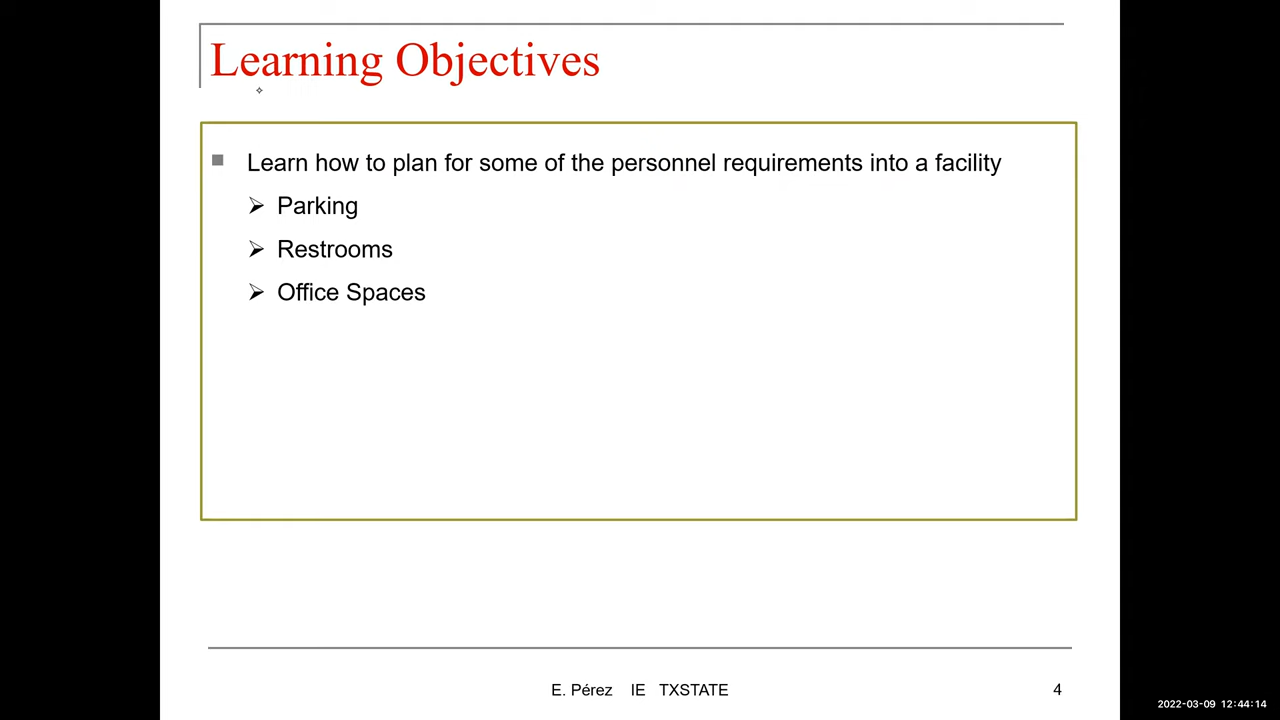 Learning Objectives
Learn how to plan for some of the personnel requirements into a facility
Parking
Restrooms
Office Spaces
E. Pérez IE TXSTATE
4
2022-03-09 12:44:14